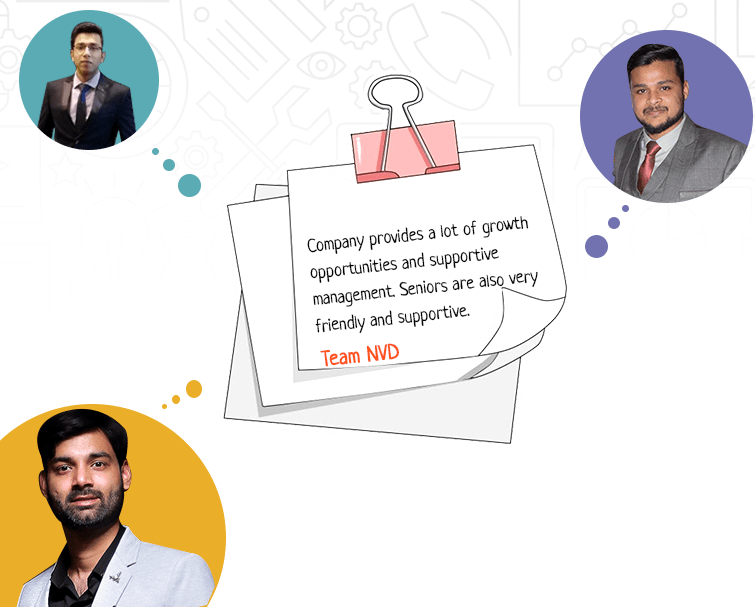 Company provides a lot of growth
opportunities and supportive
management. Seniors are also very
friendly and supportive.
Team NVD